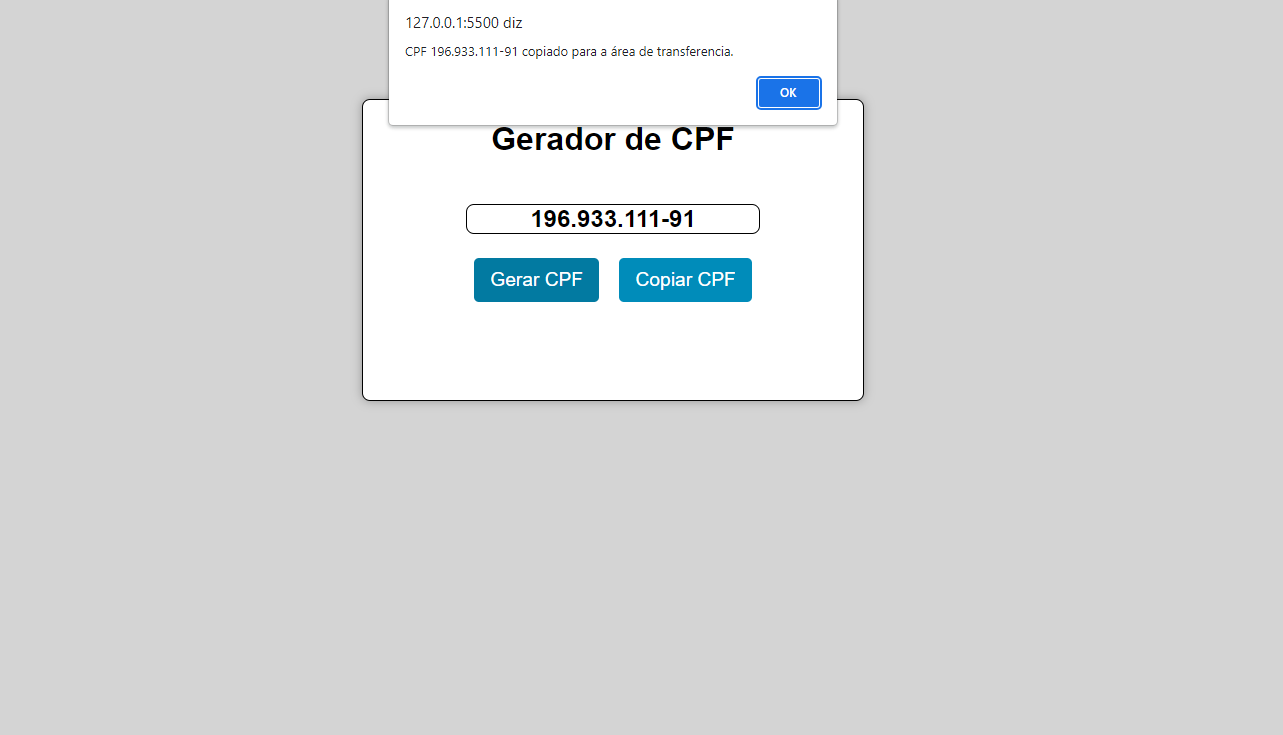 127.0.0.1:5500 diz
CPF 196.933.111-91 copiado para a área de transferencia.
OK
Gerador de CPF
196.933.111-91
Gerar CPF
Copiar CPF